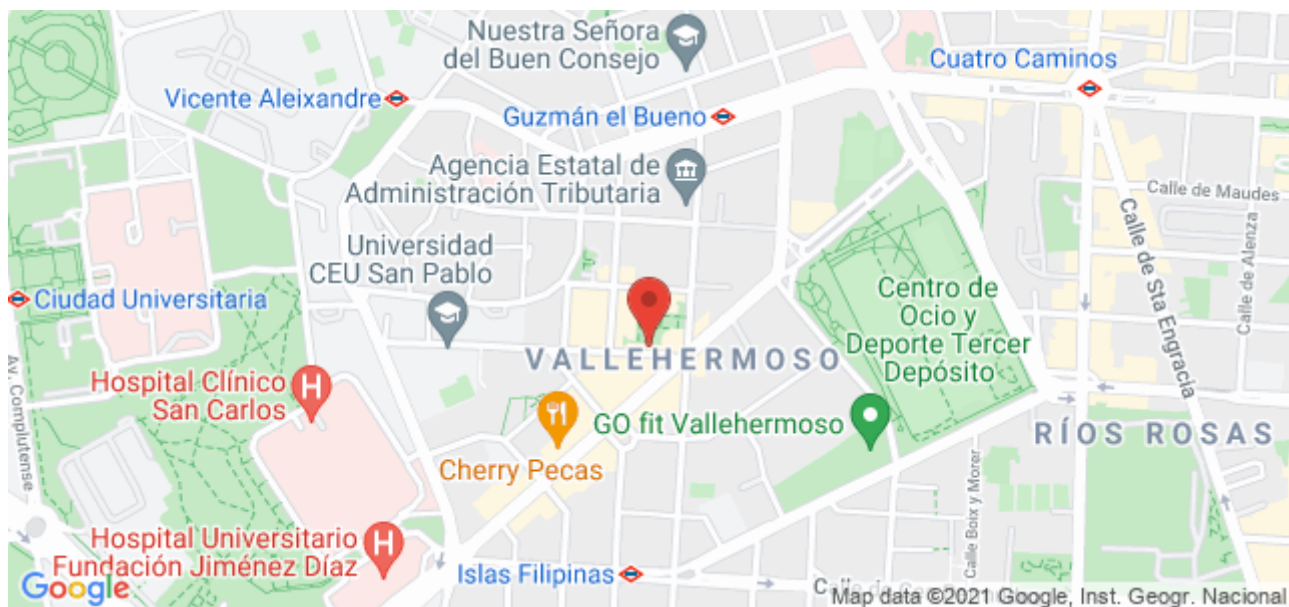 Nuestra Señora
del Buen Consejo
Cuatro Caminos
Vicente Aleixandre
Guzmán el Bueno
Agencia Estatal de
Administración Tributaria
Calle de Maudes
Calle de Alenza
Calle de Sta Engracia
Universidad
CEU San Pablo
Ciudad Universitaria
Centro de
Ocio y
Deporte Tercer
Depósito
VALLEHERMOSO
Av. Complutense
Hospital Clínico
San Carlos
GO fit Vallehermoso
RÍOS ROSAS
Cherry Pecas
Calle Boix y Morer
Hospital Universitario
Fundación Jiménez Díaz
Islas Filipinas
Google
Map data ©2021 Google, Inst. Geogr. Nacional